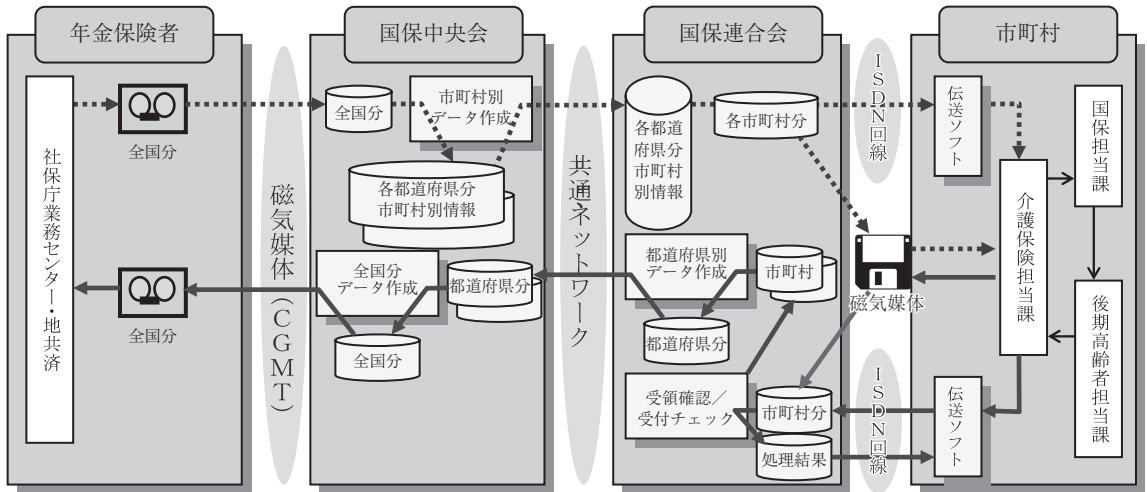 年金保険者
社保庁業務センター・地共済
全国分
全国分
磁気媒体(CGMT)
国保中央会
全国分
市町村別
データ作成
各都道府県分
市町村別情報
全国分
データ作成
都道府県分
全国分
共通ネットワーク
国保連合会
各都道
府県分
市町村
別情報
各市町村分
都道府県別
データ作成
市町村
都道府県分
受領確認/
受付チェック
市町村分
処理結果
ISDN回線
磁気媒体
ISDN回線
市町村
伝送ソフト
介護保険担当課
国保担当課
後期高齢者担当課
伝送ソフト